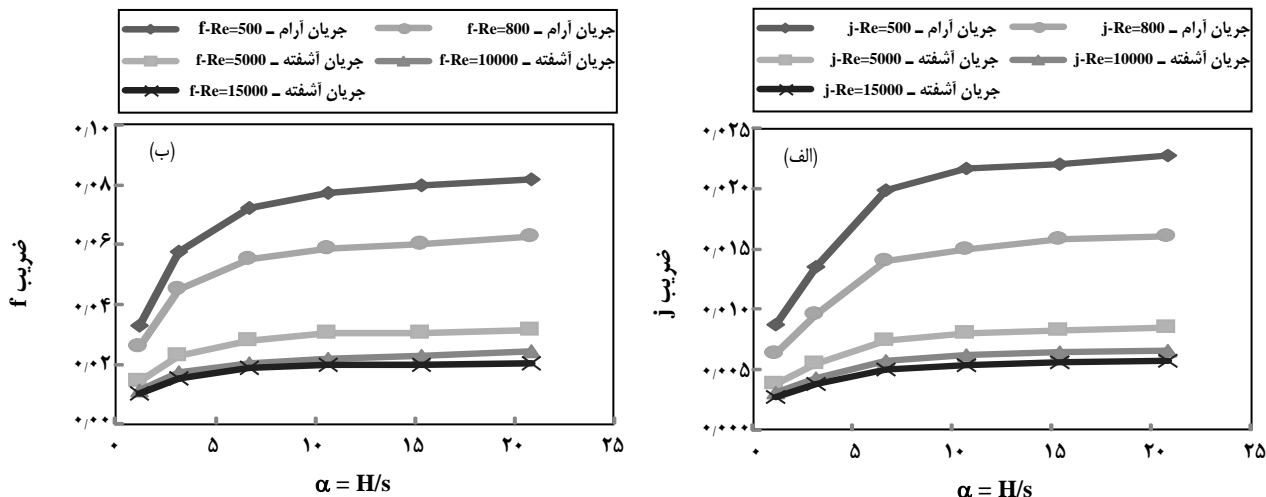 f-Re=500 ـ جریان آرام
f-Re=800 ـ جریان آرام
f-Re=5000 ـ جریان آشفته
f-Re=10000 ـ جریان آشفته
f-Re=15000 ـ جریان آشفته
(ب)
۰/۱۰
۰/۰۸
۰/۰۶
۰/۰۴
۰/۰۲
۰/۰۰
ضریب f
۰ ۵ ۱۰ ۱۵ ۲۰ ۲۵
α = H/s
j-Re=500 ـ جریان آرام
j-Re=800 ـ جریان آرام
j-Re=5000 ـ جریان آشفته
j-Re=10000 ـ جریان آشفته
j-Re=15000 ـ جریان آشفته
(الف)
۰/۰۲۵
۰/۰۲۰
۰/۰۱۵
۰/۰۱۰
۰/۰۰۵
۰/۰۰۰
ضریب j
۰ ۵ ۱۰ ۱۵ ۲۰ ۲۵
α = H/s